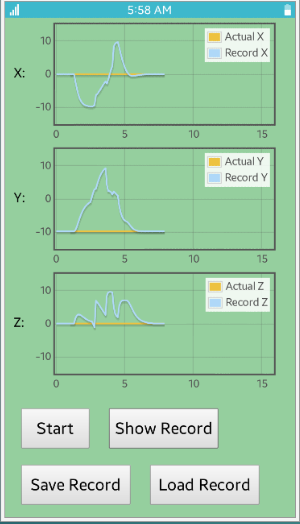 5:58 AM
X:
10
0
-10
Actual X
Record X
0 5 10 15
Y:
10
0
-10
Actual Y
Record Y
0 5 10 15
Z:
10
0
-10
Actual Z
Record Z
0 5 10 15
Start Show Record
Save Record Load Record